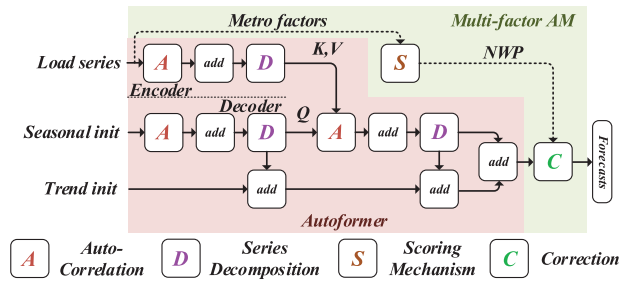 Metro factors
Multi-factor AM
Load series
A
add
D
K,V
S
NWP
Encoder
Decoder
Seasonal init
A
add
D
Q
A
add
D
add
C
Forecasts
Trend init
add
add
Autoformer
A
Auto-
Correlation
D
Series
Decomposition
S
Scoring
Mechanism
C
Correction